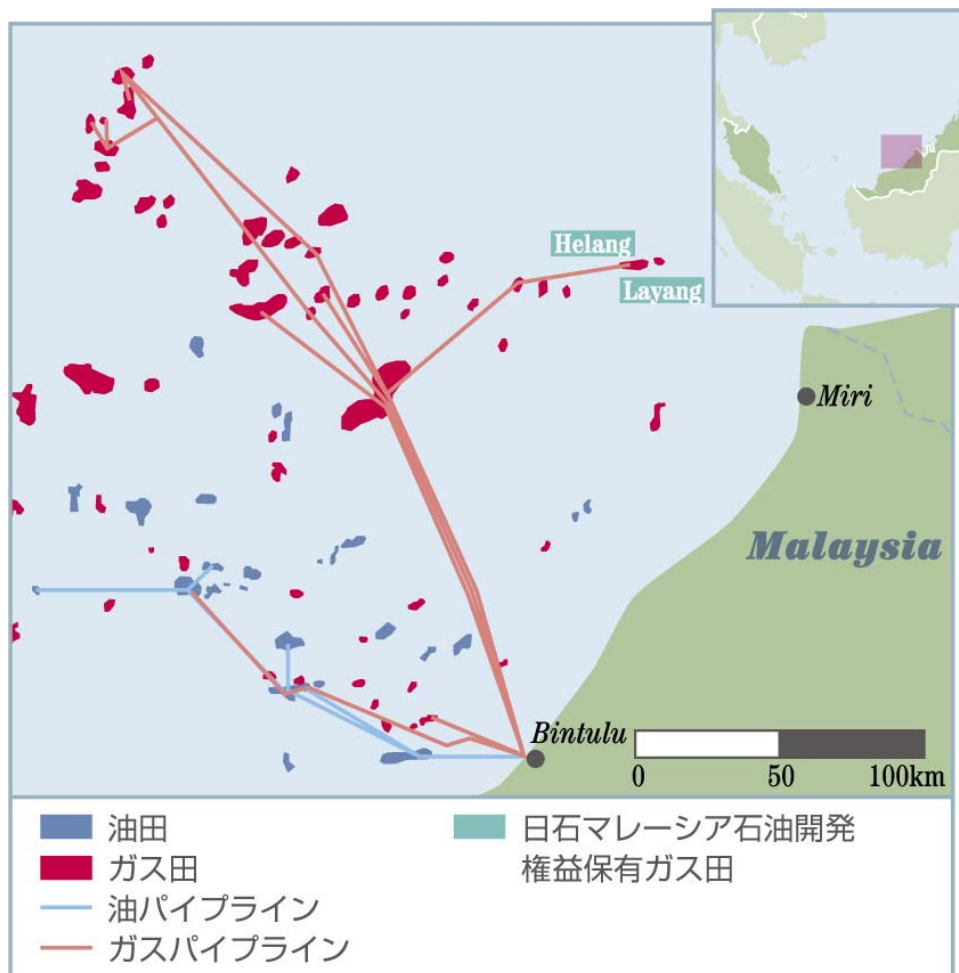 Helang
Layang
Miri
Malaysia
Bintulu
0 50 100km
油田
ガス田
油パイプライン
ガスパイプライン
日石マレーシア石油開発
権益保有ガス田